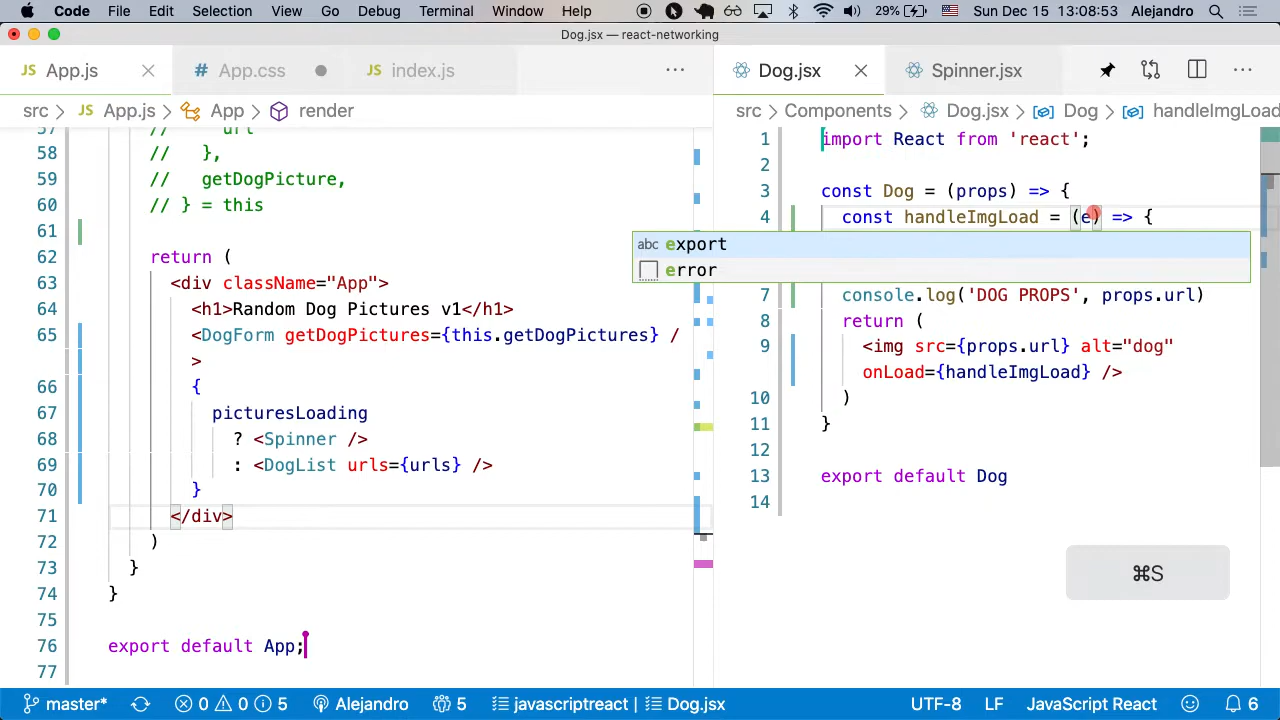 Code File Edit Selection View Go Debug Terminal Window Help 29% Sun Dec 15 13:08:53 Alejandro
Dog.jsx — react-networking
JS App.js # App.css JS index.js ···
src > JS App.js > App > render
57 // url
58 // },
59 // getDogPicture,
60 // } = this
61
62 return (
63 <div className="App">
64 <h1>Random Dog Pictures v1</h1>
65 <DogForm getDogPictures={this.getDogPictures} /
>
66 {
67 picturesLoading
68 ? <Spinner />
69 : <DogList urls={urls} />
70 }
71 </div>
72 )
73 }
74 }
75
76 export default App;
77
Dog.jsx Spinner.jsx ···
src > Components > Dog.jsx > Dog > handleImgLoad
1 import React from 'react';
2
3 const Dog = (props) => {
4 const handleImgLoad = (e) => {
abc export
error
7 console.log('DOG PROPS', props.url)
8 return (
9 <img src={props.url} alt="dog"
onLoad={handleImgLoad} />
10 )
11 }
12
13 export default Dog
14
⌘S
master* 0 0 5 Alejandro 5 javascriptreact | Dog.jsx UTF-8 LF JavaScript React 6